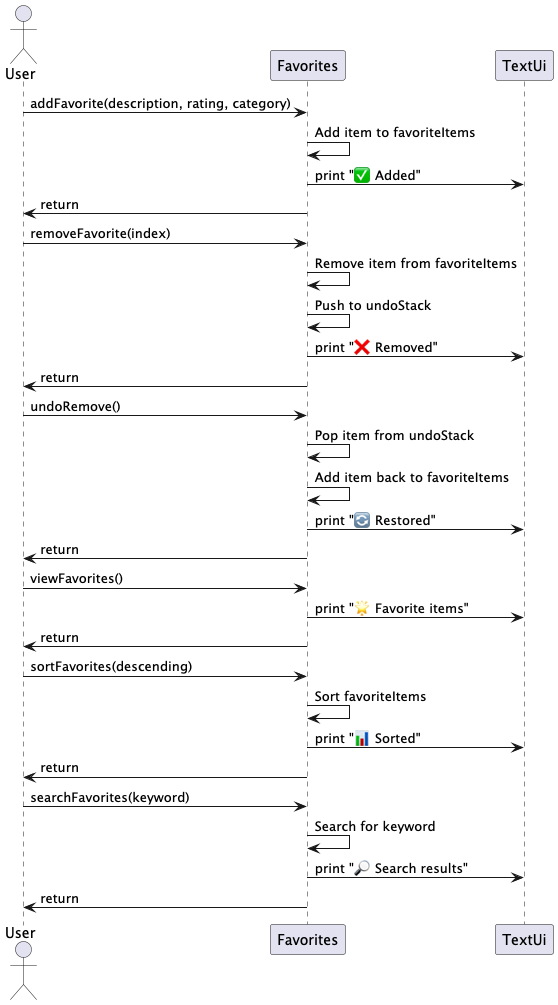 User
Favorites
TextUi
addFavorite(description, rating, category)
Add item to favoriteItems
print "✅ Added"
return
removeFavorite(index)
Remove item from favoriteItems
Push to undoStack
print "❌ Removed"
return
undoRemove()
Pop item from undoStack
Add item back to favoriteItems
print "🔄 Restored"
return
viewFavorites()
print "🌟 Favorite items"
return
sortFavorites(descending)
Sort favoriteItems
print "📊 Sorted"
return
searchFavorites(keyword)
Search for keyword
print "🔎 Search results"
return
User
Favorites
TextUi